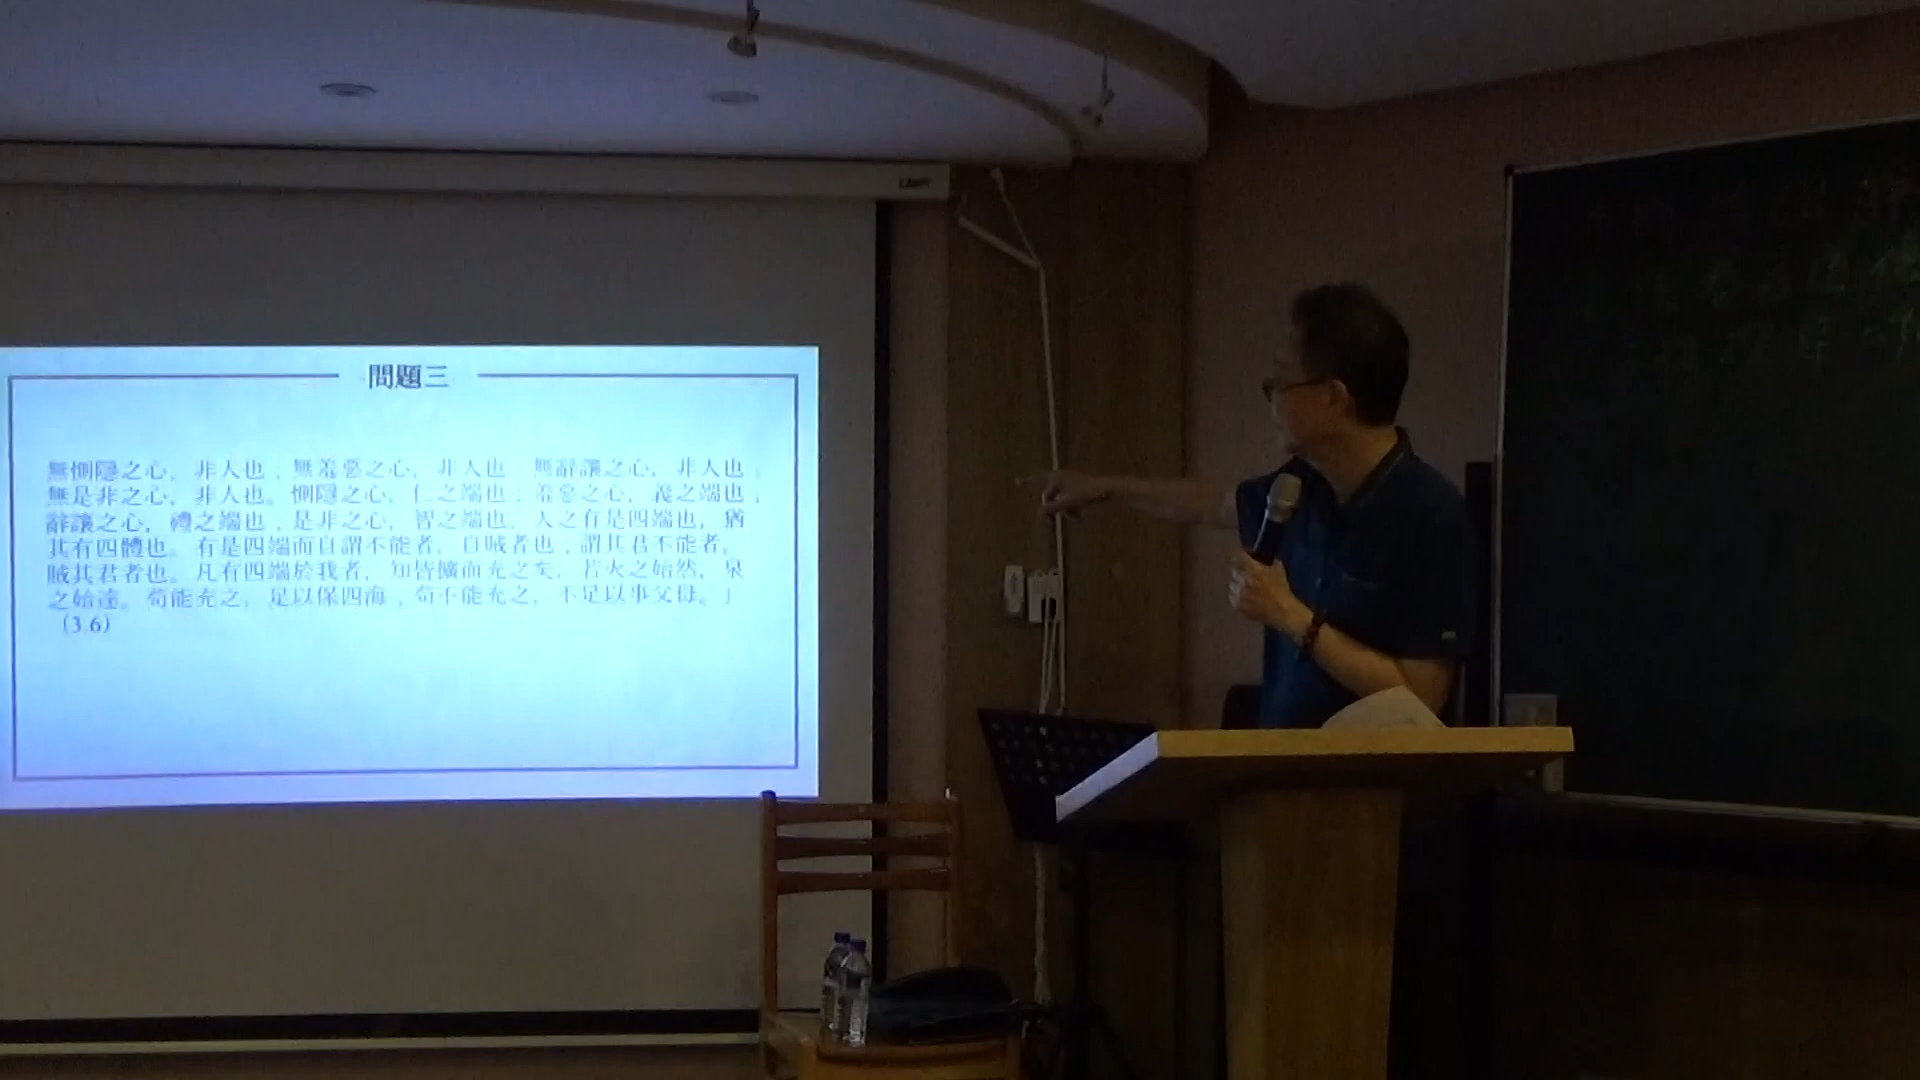 問題三
無惻隱之心，非人也；無羞惡之心，非人也；無辭讓之心，非人也；
無是非之心，非人也。惻隱之心，仁之端也；羞惡之心，義之端也；
辭讓之心，禮之端也；是非之心，智之端也。人之有是四端也，猶
其有四體也。有是四端而自謂不能者，自賊者也；謂其君不能者，
賊其君者也。凡有四端於我者，知皆擴而充之矣，若火之始然，泉
之始達。苟能充之，足以保四海；苟不能充之，不足以事父母。」
（3.6）